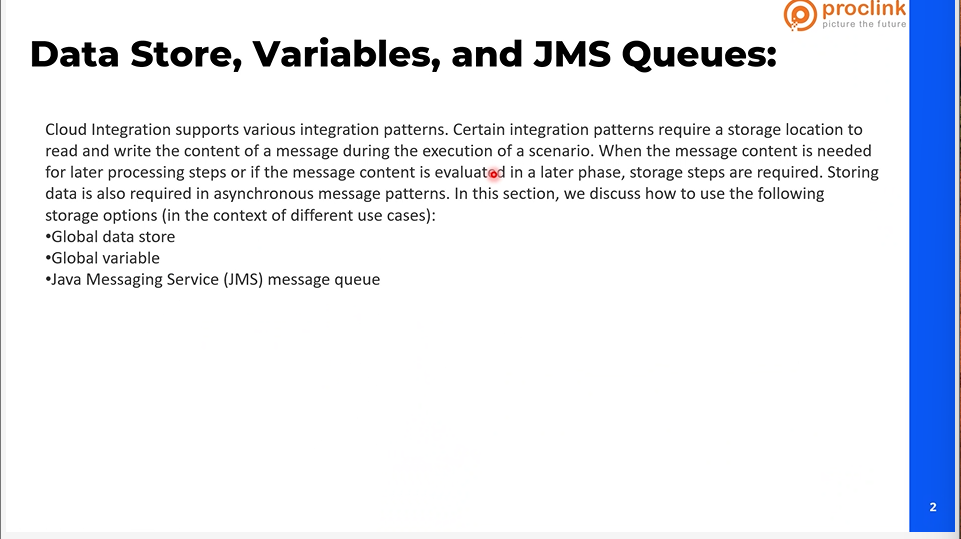 proclink
picture the future
Data Store, Variables, and JMS Queues:
Cloud Integration supports various integration patterns. Certain integration patterns require a storage location to
read and write the content of a message during the execution of a scenario. When the message content is needed
for later processing steps or if the message content is evaluated in a later phase, storage steps are required. Storing
data is also required in asynchronous message patterns. In this section, we discuss how to use the following
storage options (in the context of different use cases):
•Global data store
•Global variable
•Java Messaging Service (JMS) message queue
2